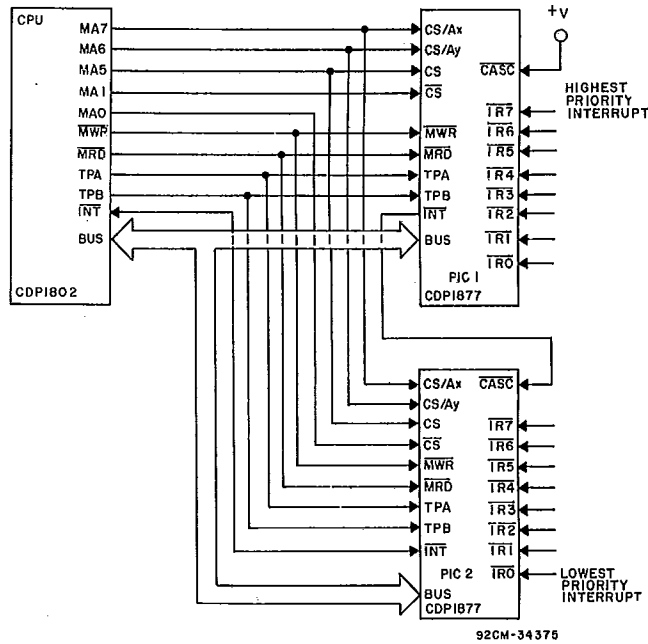 CPU
MA7
MA6
MA5
MA1
MA0
MWR
MRD
TPA
TPB
INT
BUS
CDP1802
CS/Ax
CS/Ay
CS
CS
MWR
MRD
TPA
TPB
INT
BUS
PIC 1
CDP1877
+V
CASC
IR7
IR6
IR5
IR4
IR3
IR2
IR1
IR0
HIGHEST
PRIORITY
INTERRUPT
CS/Ax
CS/Ay
CS
CS
MWR
MRD
TPA
TPB
INT
PIC 2
BUS
CDP1877
CASC
IR7
IR6
IR5
IR4
IR3
IR2
IR1
IR0
LOWEST
PRIORITY
INTERRUPT
92CM-34375